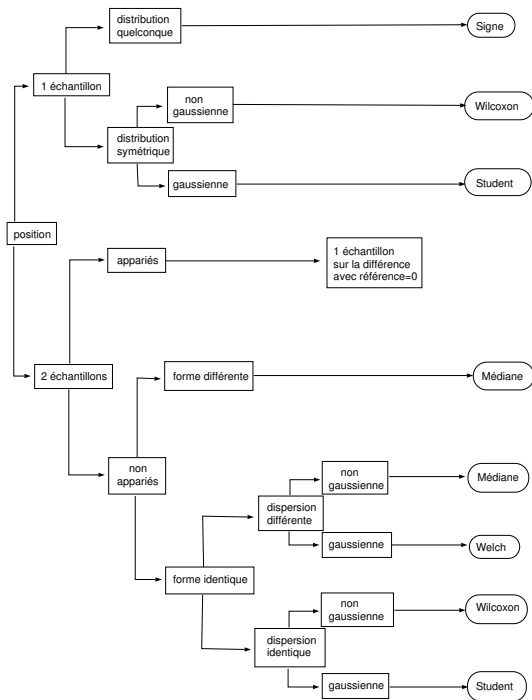 distribution
quelconque
Signe
1 échantillon
non
gaussienne
Wilcoxon
distribution
symétrique
gaussienne
Student
position
appariés
1 échantillon
sur la différence
avec référence=0
2 échantillons
forme différente
Médiane
non
appariés
non
gaussienne
Médiane
dispersion
différente
gaussienne
Welch
forme identique
non
gaussienne
Wilcoxon
dispersion
identique
gaussienne
Student